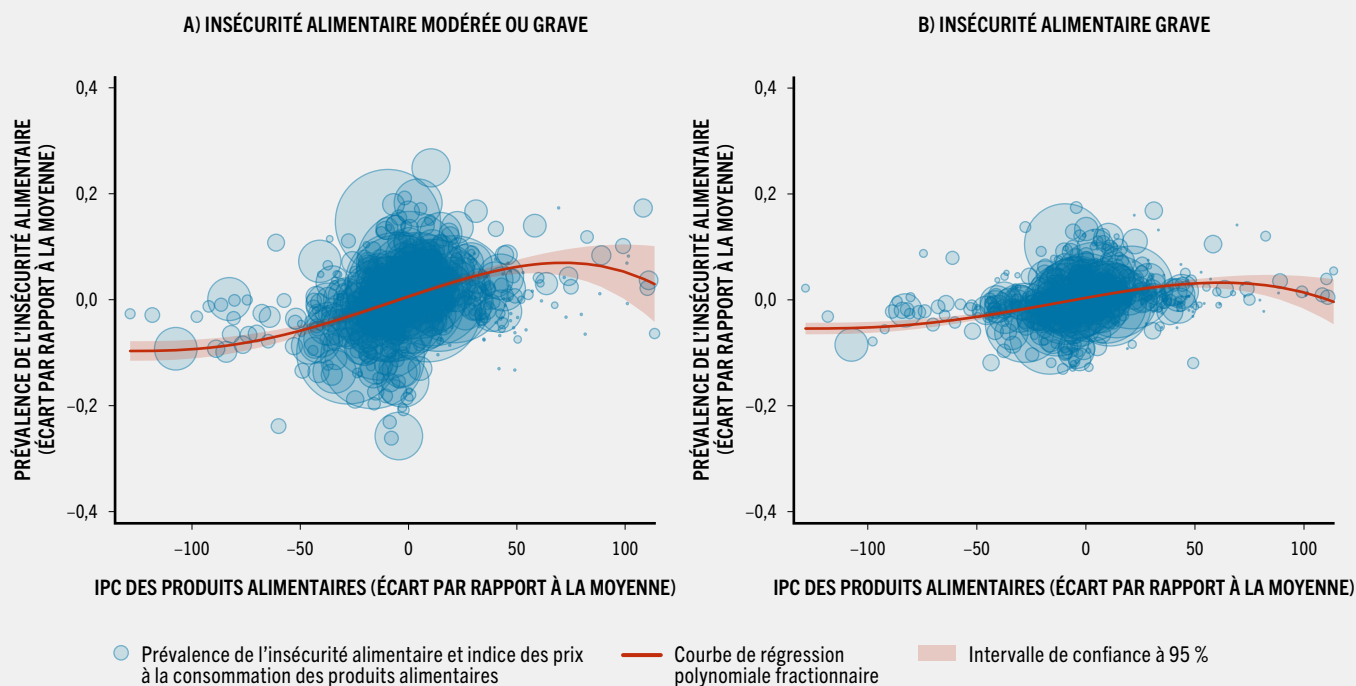 A) INSÉCURITÉ ALIMENTAIRE MODÉRÉE OU GRAVE
PRÉVALENCE DE L'INSÉCURITÉ ALIMENTAIRE
(ÉCART PAR RAPPORT À LA MOYENNE)
0,4
0,2
0,0
–0,2
–0,4
–100
–50
0
50
100
IPC DES PRODUITS ALIMENTAIRES (ÉCART PAR RAPPORT À LA MOYENNE)
B) INSÉCURITÉ ALIMENTAIRE GRAVE
PRÉVALENCE DE L'INSÉCURITÉ ALIMENTAIRE
(ÉCART PAR RAPPORT À LA MOYENNE)
0,4
0,2
0,0
–0,2
–0,4
–100
–50
0
50
100
IPC DES PRODUITS ALIMENTAIRES (ÉCART PAR RAPPORT À LA MOYENNE)
Prévalence de l'insécurité alimentaire et indice des prix
à la consommation des produits alimentaires
Courbe de régression
polynomiale fractionnaire
Intervalle de confiance à 95 %